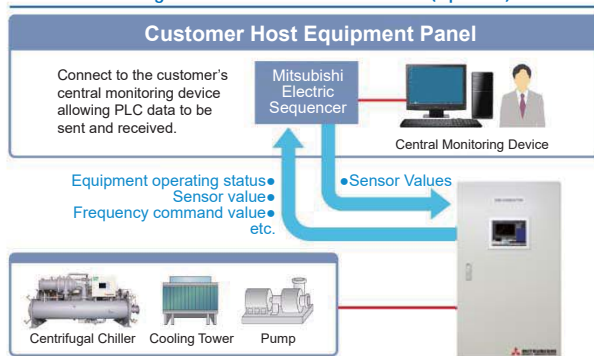 Customer Host Equipment Panel
Connect to the customer's
central monitoring device
allowing PLC data to be
sent and received.
Mitsubishi
Electric
Sequencer
Central Monitoring Device
Equipment operating status●
Sensor value●
Frequency command value●
etc.
●Sensor Values
Centrifugal Chiller
Cooling Tower
Pump
MITSUBISHI